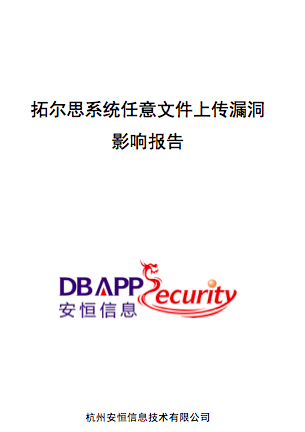 拓尔思系统任意文件上传漏洞
影响报告
DBAPPSecurity
安恒信息
杭州安恒信息技术有限公司